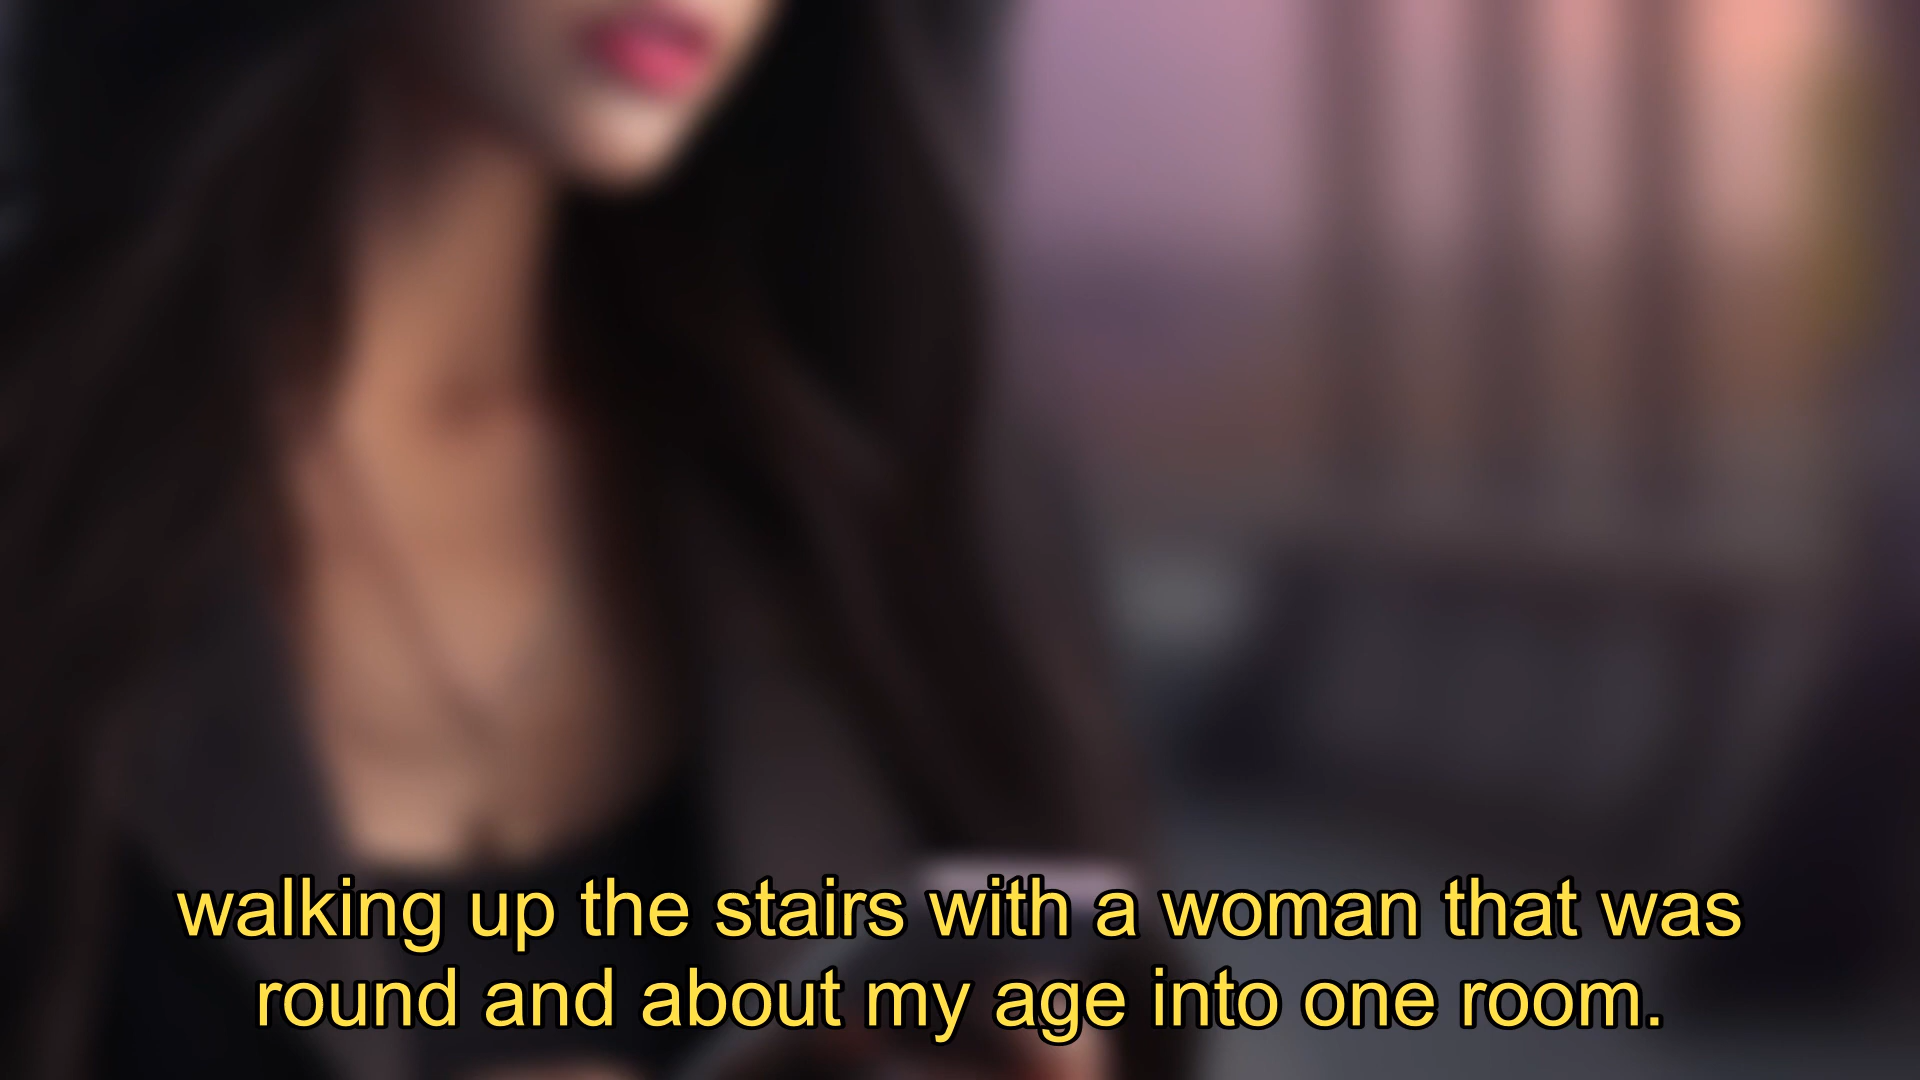 walking up the stairs with a woman that was
round and about my age into one room.